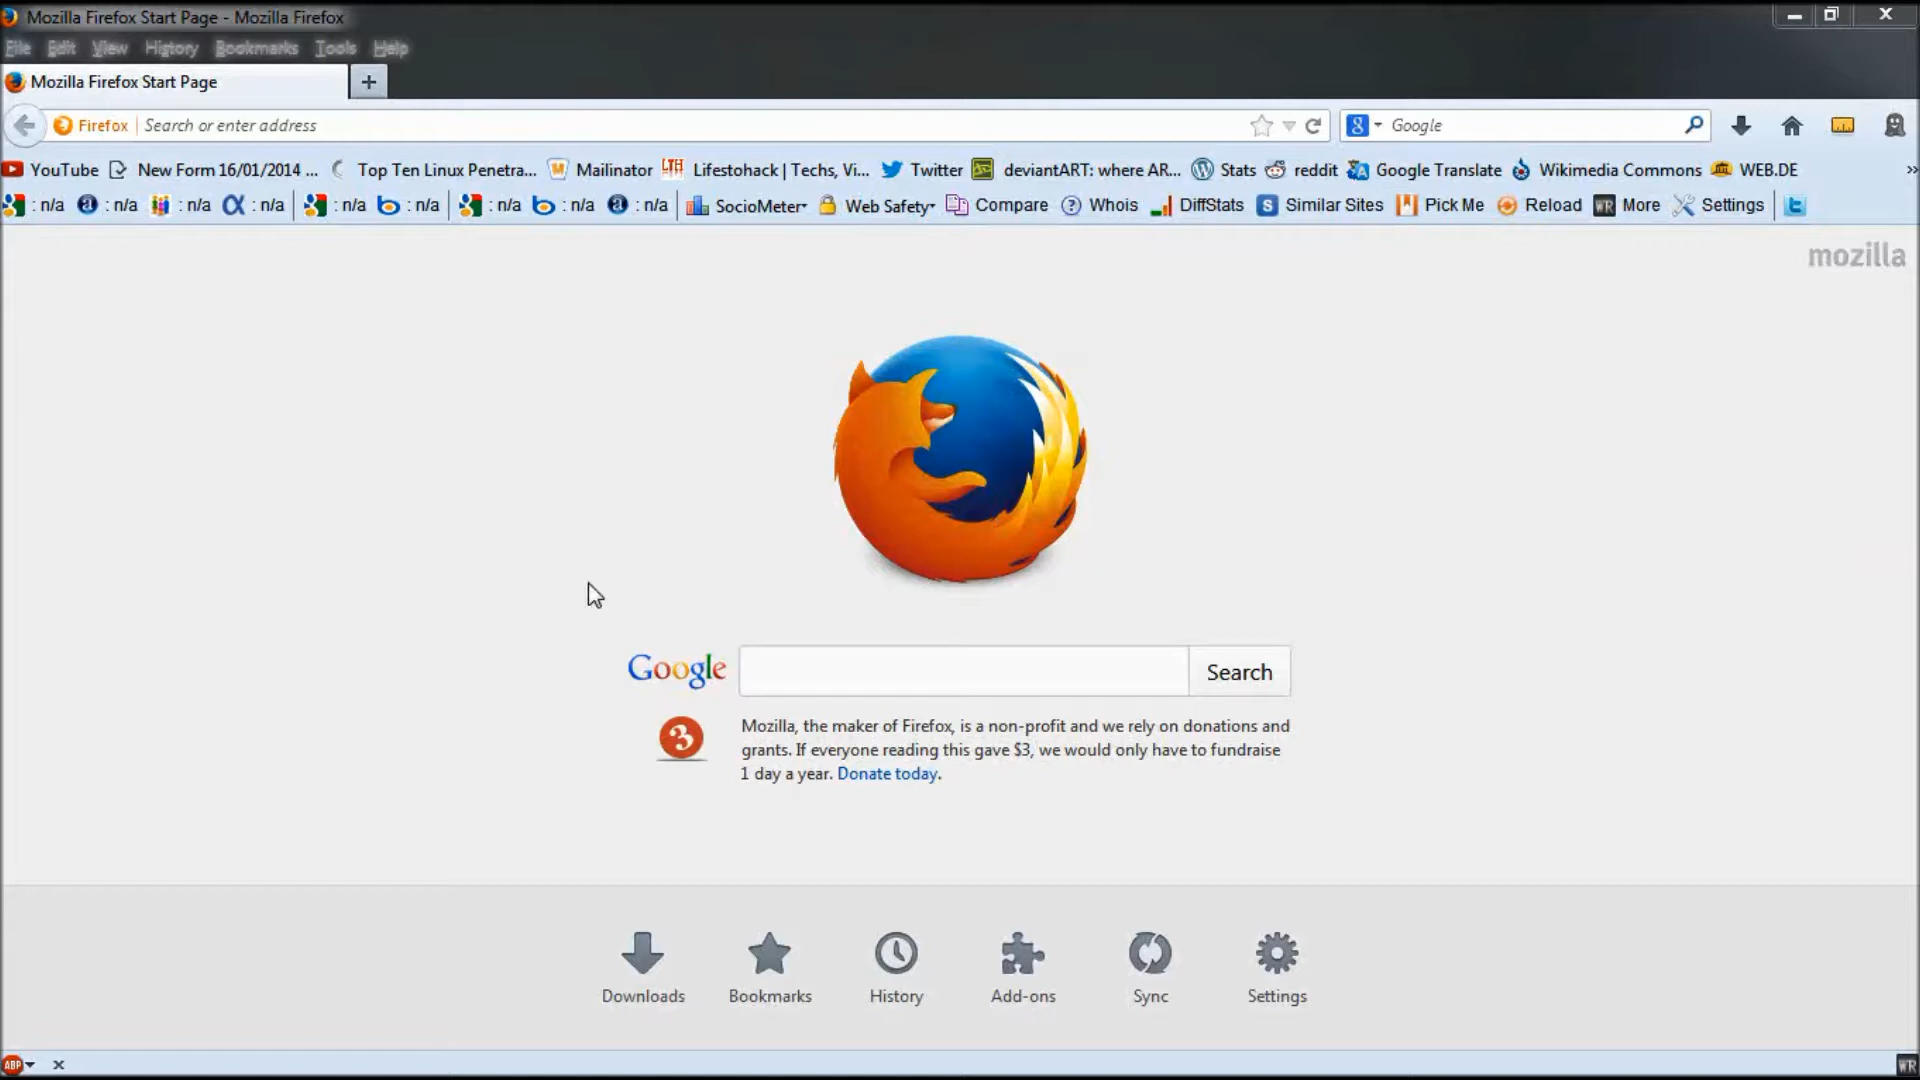 Mozilla Firefox Start Page - Mozilla Firefox
File Edit View History Bookmarks Tools Help
Mozilla Firefox Start Page +
Firefox Search or enter address Google
YouTube New Form 16/01/2014 ... Top Ten Linux Penetra... Mailinator LTH Lifestohack | Techs, Vi... Twitter deviantART: where AR... Stats reddit Google Translate Wikimedia Commons WEB.DE »
: n/a : n/a : n/a : n/a : n/a : n/a : n/a : n/a : n/a SocioMeter Web Safety Compare Whois DiffStats Similar Sites Pick Me Reload WR More Settings
mozilla
Google Search
3
Mozilla, the maker of Firefox, is a non-profit and we rely on donations and
grants. If everyone reading this gave $3, we would only have to fundraise
1 day a year. Donate today.
Downloads Bookmarks History Add-ons Sync Settings
ABP WR